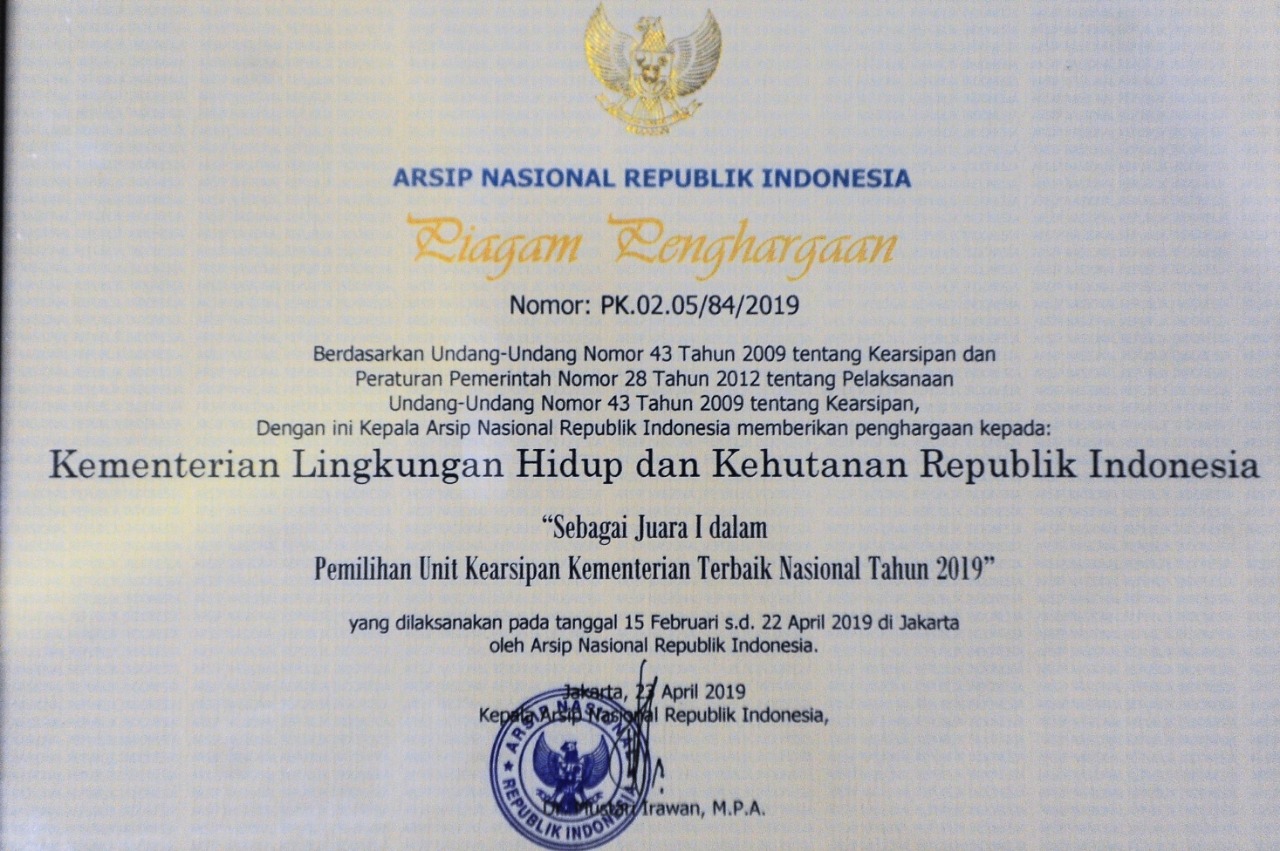 ARSIP NASIONAL REPUBLIK INDONESIA
Piagam Penghargaan
Nomor: PK.02.05/84/2019
Berdasarkan Undang-Undang Nomor 43 Tahun 2009 tentang Kearsipan dan
Peraturan Pemerintah Nomor 28 Tahun 2012 tentang Pelaksanaan
Undang-Undang Nomor 43 Tahun 2009 tentang Kearsipan,
Dengan ini Kepala Arsip Nasional Republik Indonesia memberikan penghargaan kepada:
Kementerian Lingkungan Hidup dan Kehutanan Republik Indonesia
“Sebagai Juara I dalam
Pemilihan Unit Kearsipan Kementerian Terbaik Nasional Tahun 2019”
yang dilaksanakan pada tanggal 15 Februari s.d. 22 April 2019 di Jakarta
oleh Arsip Nasional Republik Indonesia.
Jakarta, 23 April 2019
Kepala Arsip Nasional Republik Indonesia,
ARSIP NASIONAL
REPUBLIK INDONESIA
Dr. Mustari Irawan, M.P.A.